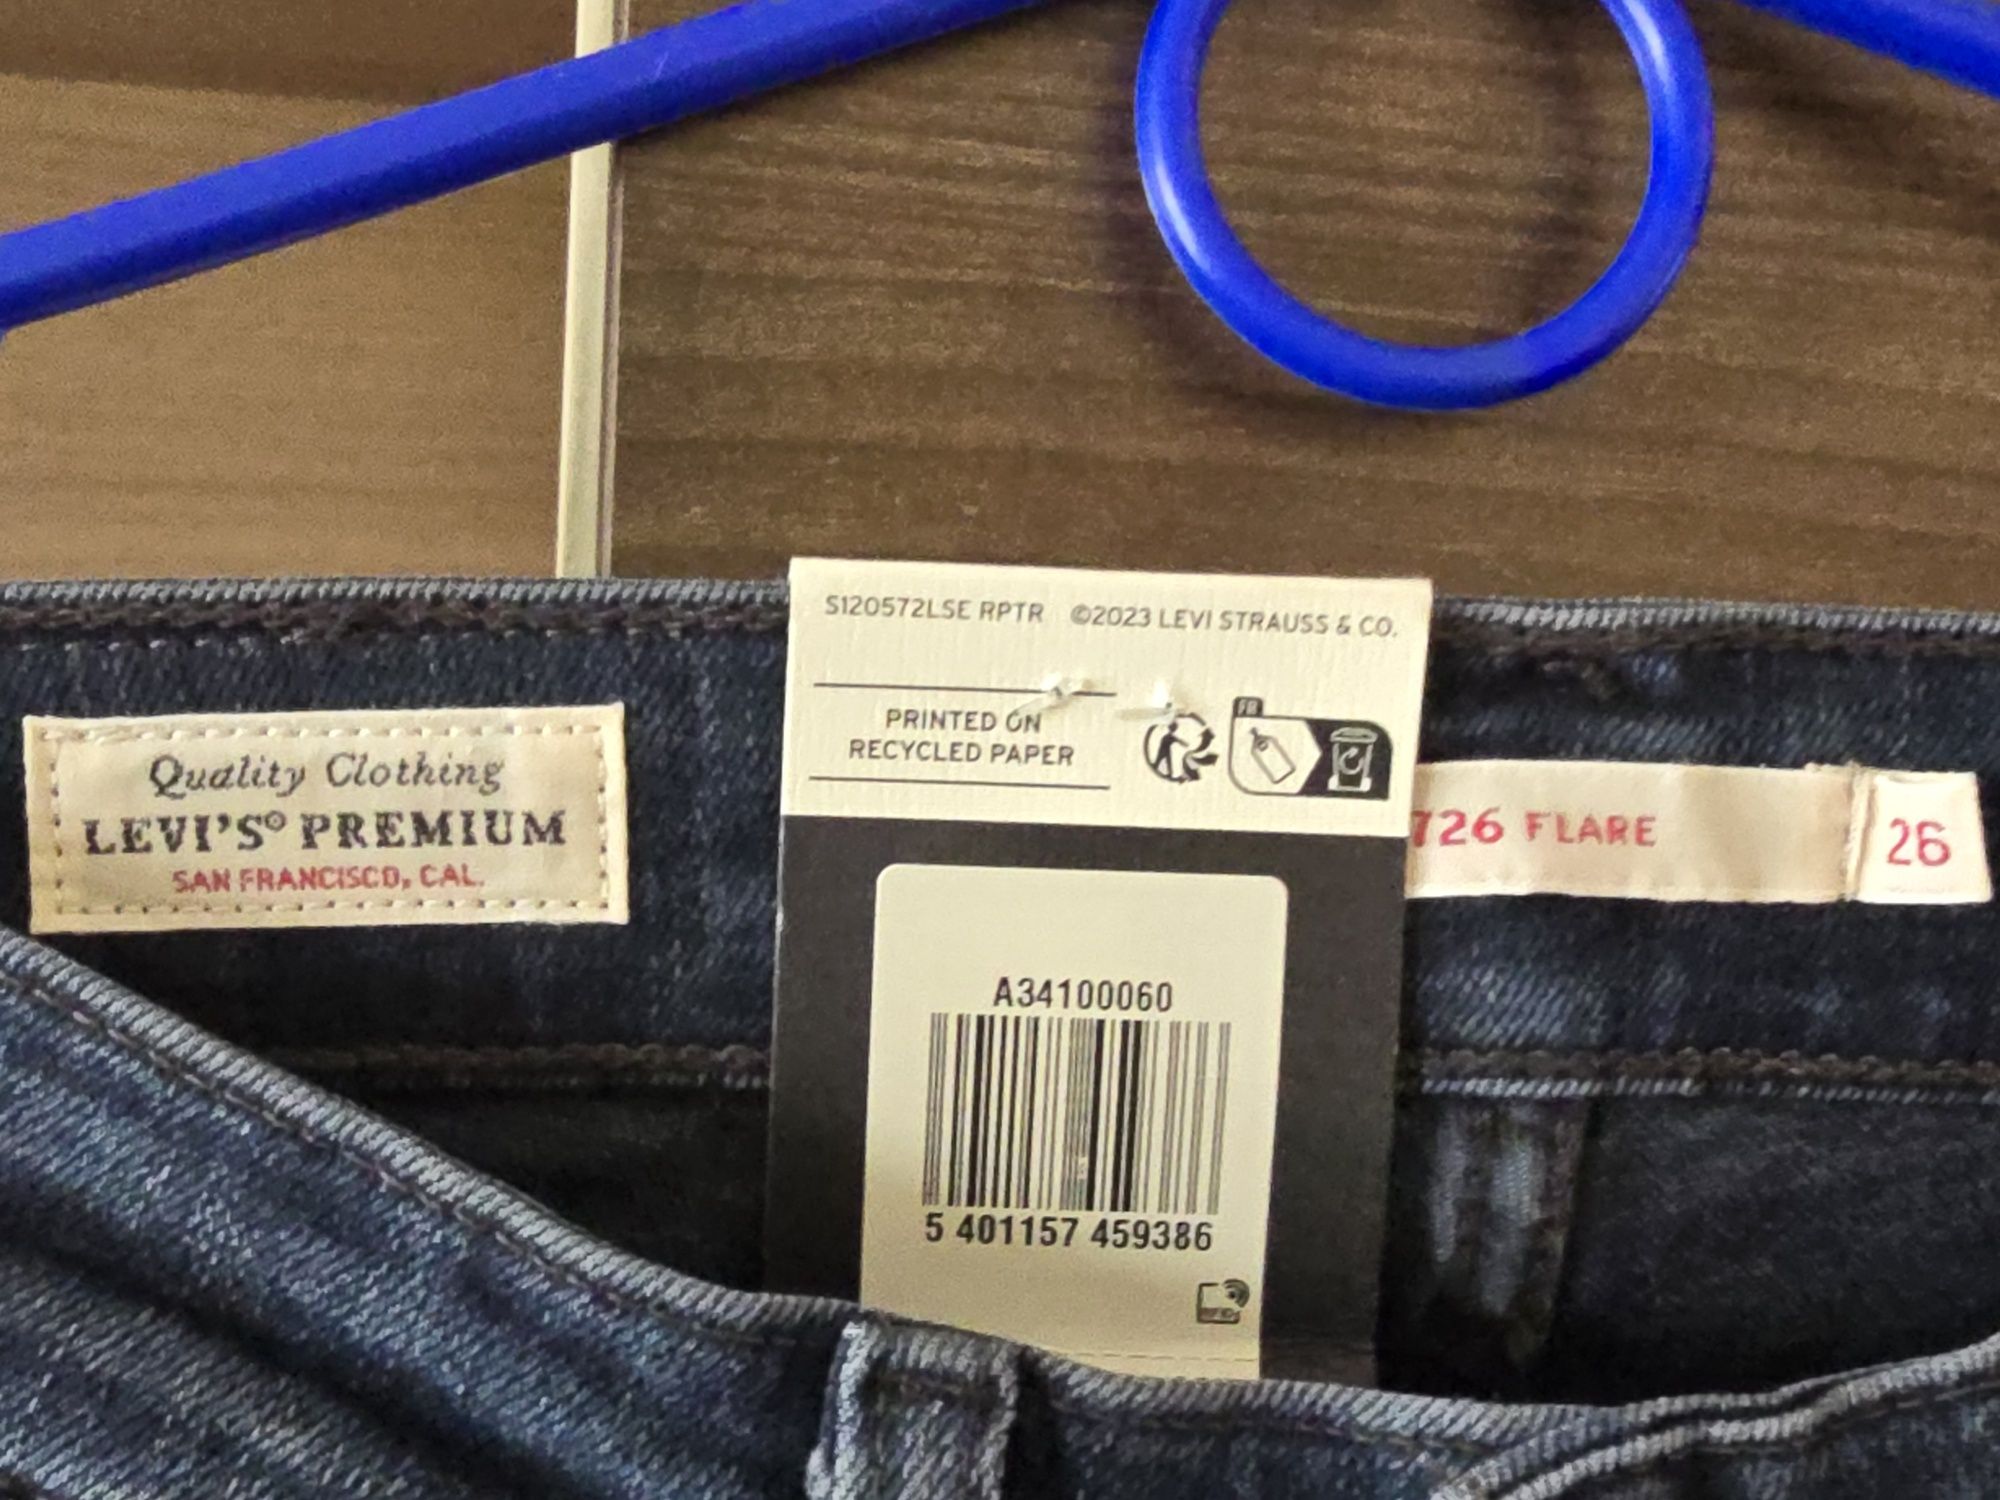 S120572LSE RPTR ©2023 LEVI STRAUSS & CO.
PRINTED ON
RECYCLED PAPER
FR
Quality Clothing
LEVI'S® PREMIUM
SAN FRANCISCO, CAL.
726 FLARE
26
A34100060
5 401157 459386